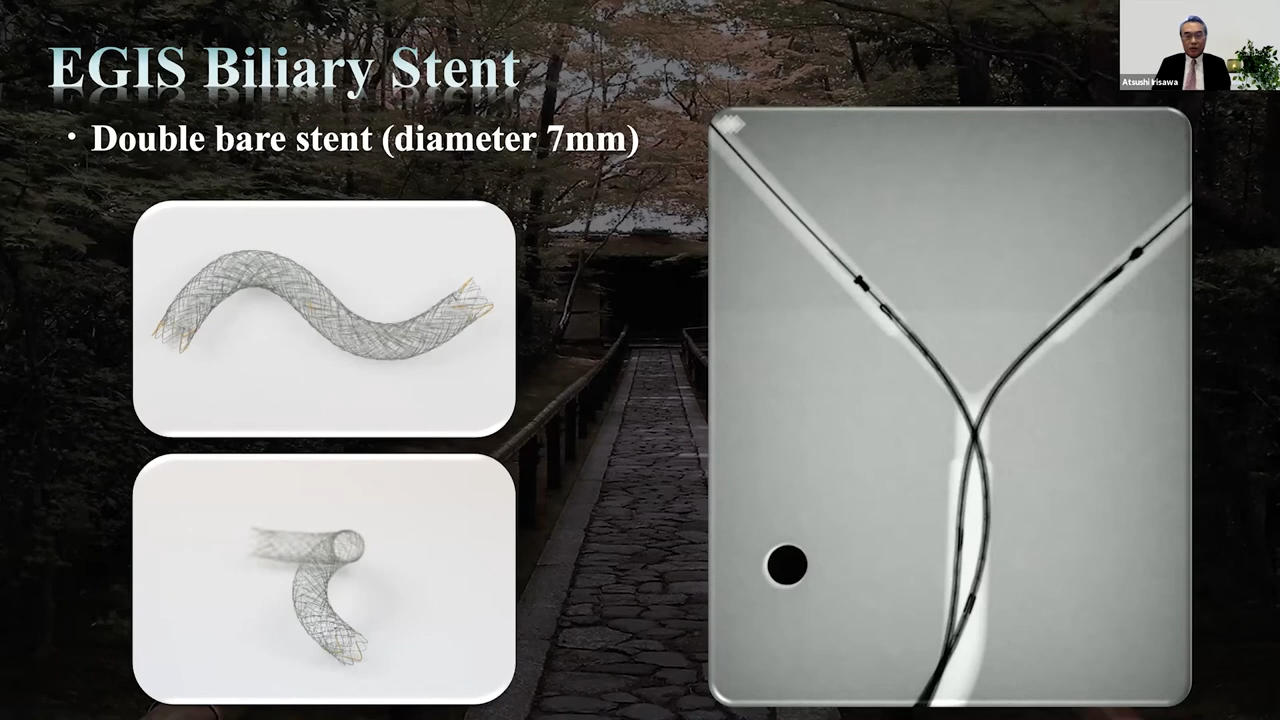 EGIS Biliary Stent
・Double bare stent (diameter 7mm)
Atsushi Irisawa